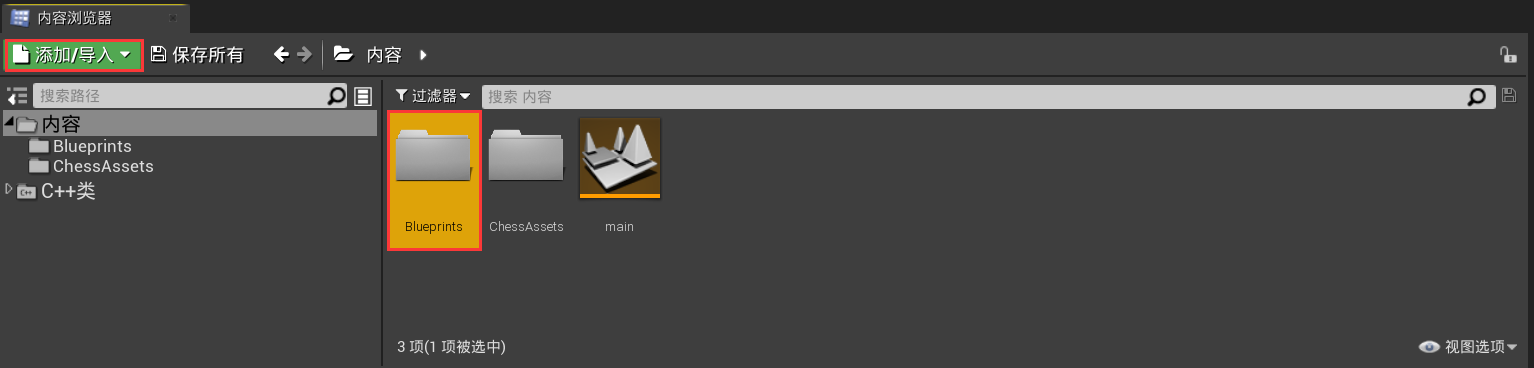 内容浏览器
添加/导入 保存所有 内容
搜索路径
过滤器 搜索 内容
内容
Blueprints
ChessAssets
C++ C++类
Blueprints ChessAssets main
3 项(1 项被选中) 视图选项